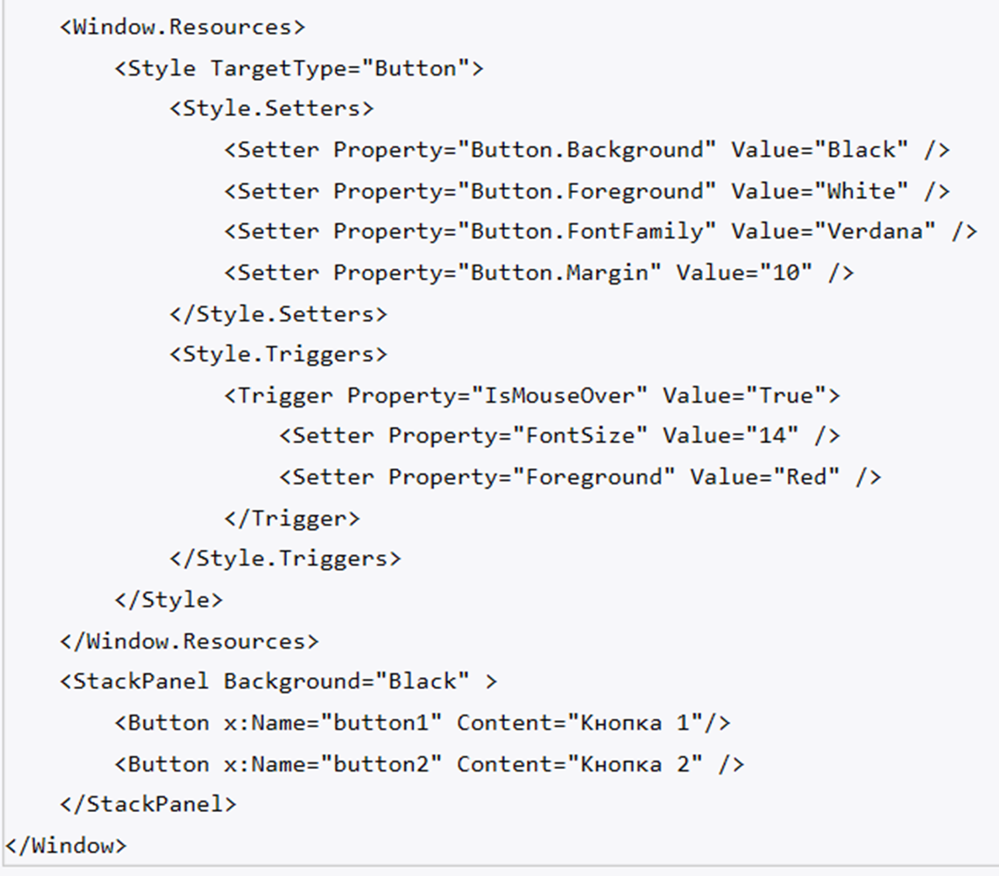 <Window.Resources>
<Style TargetType="Button">
<Style.Setters>
<Setter Property="Button.Background" Value="Black" />
<Setter Property="Button.Foreground" Value="White" />
<Setter Property="Button.FontFamily" Value="Verdana" />
<Setter Property="Button.Margin" Value="10" />
</Style.Setters>
<Style.Triggers>
<Trigger Property="IsMouseOver" Value="True">
<Setter Property="FontSize" Value="14" />
<Setter Property="Foreground" Value="Red" />
</Trigger>
</Style.Triggers>
</Style>
</Window.Resources>
<StackPanel Background="Black" >
<Button x:Name="button1" Content="Кнопка 1"/>
<Button x:Name="button2" Content="Кнопка 2" />
</StackPanel>
</Window>